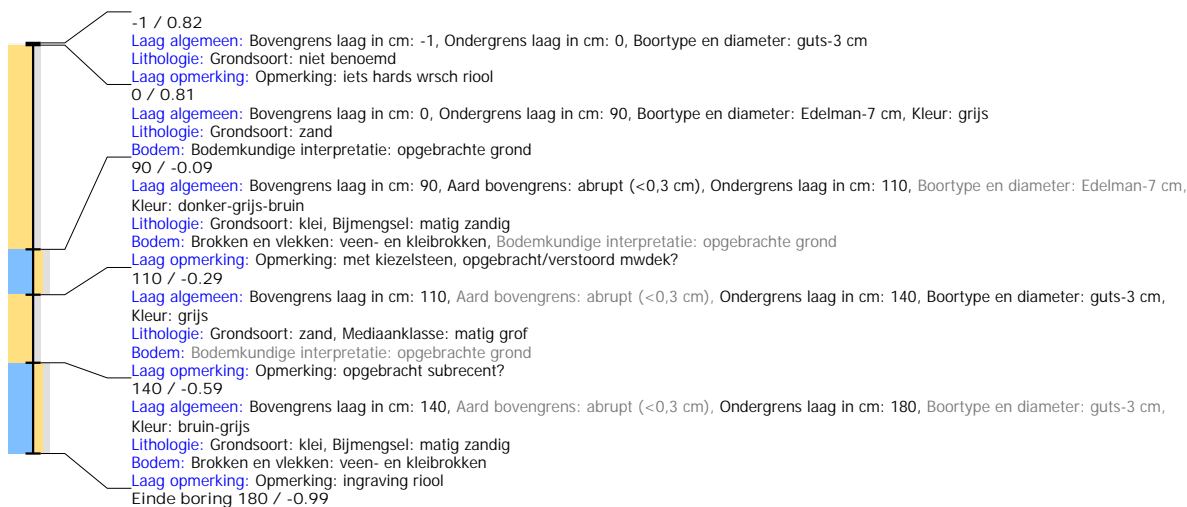 -1 / 0.82
Laag algemeen: Bovengrens laag in cm: -1, Ondergrens laag in cm: 0, Boortype en diameter: guts-3 cm
Lithologie: Grondsoort: niet benoemd
Laag opmerking: Opmerking: iets hards wrsch riool
0 / 0.81
Laag algemeen: Bovengrens laag in cm: 0, Ondergrens laag in cm: 90, Boortype en diameter: Edelman-7 cm, Kleur: grijs
Lithologie: Grondsoort: zand
Bodem: Bodemkundige interpretatie: opgebrachte grond
90 / -0.09
Laag algemeen: Bovengrens laag in cm: 90, Aard bovengrens: abrupt (<0,3 cm), Ondergrens laag in cm: 110, Boortype en diameter: Edelman-7 cm,
Kleur: donker-grijs-bruin
Lithologie: Grondsoort: klei, Bijmengsel: matig zandig
Bodem: Brokken en vlekken: veen- en kleibrokken, Bodemkundige interpretatie: opgebrachte grond
Laag opmerking: Opmerking: met kiezelsteen, opgebracht/verstoord mwdek?
110 / -0.29
Laag algemeen: Bovengrens laag in cm: 110, Aard bovengrens: abrupt (<0,3 cm), Ondergrens laag in cm: 140, Boortype en diameter: guts-3 cm,
Kleur: grijs
Lithologie: Grondsoort: zand, Mediaanklasse: matig grof
Bodem: Bodemkundige interpretatie: opgebrachte grond
Laag opmerking: Opmerking: opgebracht subrecent?
140 / -0.59
Laag algemeen: Bovengrens laag in cm: 140, Aard bovengrens: abrupt (<0,3 cm), Ondergrens laag in cm: 180, Boortype en diameter: guts-3 cm,
Kleur: bruin-grijs
Lithologie: Grondsoort: klei, Bijmengsel: matig zandig
Bodem: Brokken en vlekken: veen- en kleibrokken
Laag opmerking: Opmerking: ingraving riool
Einde boring 180 / -0.99